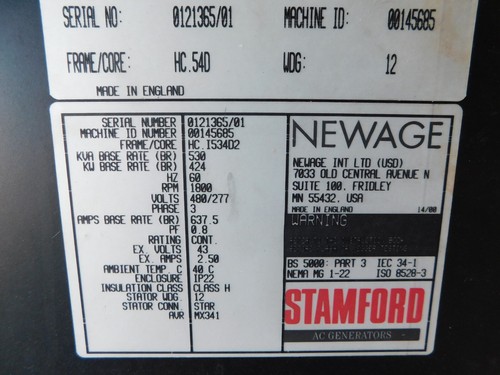 SERIAL NO: 0121365/01 MACHINE ID: 00145685
FRAME/CORE: HC.54D WDG: 12
MADE IN ENGLAND
SERIAL NUMBER 0121365/01
MACHINE ID NUMBER 00145685
FRAME/CORE HC.I534D2
KVA BASE RATE (BR) 530
KW BASE RATE (BR) 424
HZ 60
RPM 1800
VOLTS 480/277
PHASE 3
AMPS BASE RATE (BR) 637.5
PF 0.8
RATING CONT.
EX. VOLTS 43
EX AMPS 2.50
AMBIENT TEMP. C 40 C
ENCLOSURE IP22
INSULATION CLASS CLASS H
STATOR WDG. 12
STATOR CONN STAR
AVR MX341
NEWAGE
NEWAGE INT LTD (USD)
7033 OLD CENTRAL AVENUE N
SUITE 100. FRIDLEY
MN 55432. USA
MADE IN ENGLAND 14/00
WARNING
BS 5000: PART 3 IEC 34-1
NEMA MG 1-22 ISO 8528-3
STAMFORD
AC GENERATORS